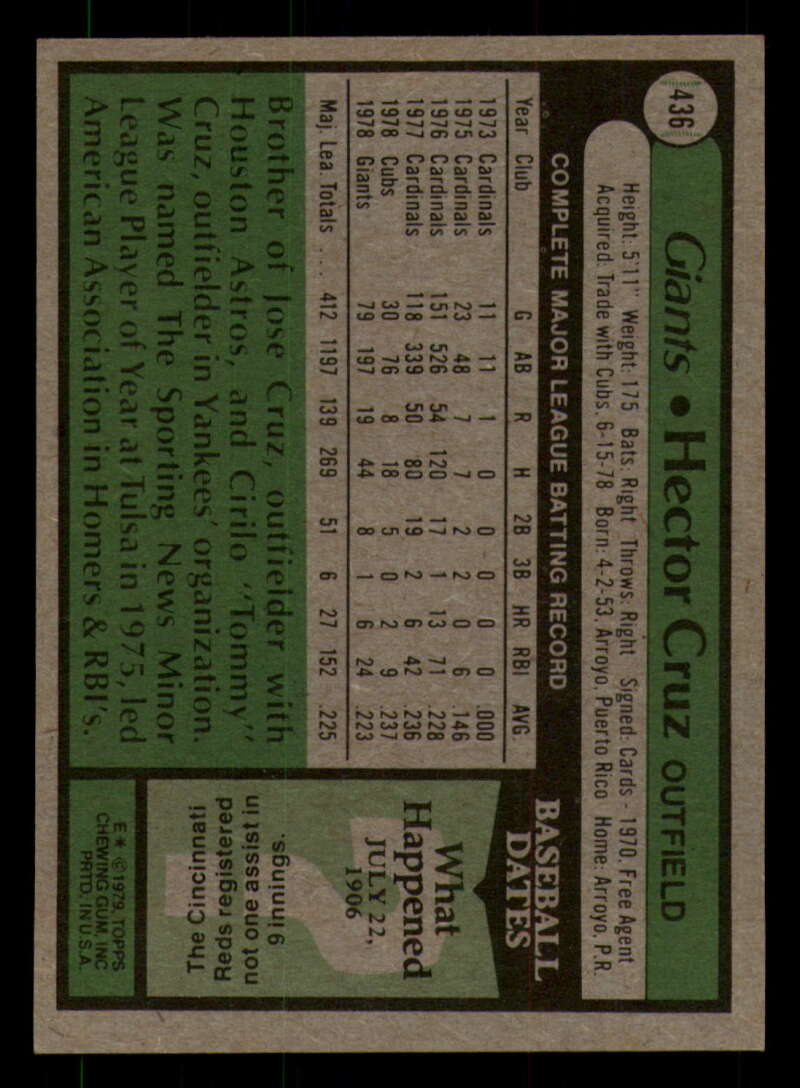 436
Giants • Hector Cruz OUTFIELD
Height: 5'11" Weight: 175 Bats: Right Throws: Right Signed: Cards - 1970, Free Agent
Acquired: Trade with Cubs, 6-15-78 Born: 4-2-53, Arroyo, Puerto Rico Home: Arroyo, P.R.
COMPLETE MAJOR LEAGUE BATTING RECORD
Year Club G AB R H 2B 3B HR RBI AVG.
1973 Cardinals 11 11 1 0 0 0 0 0 .000
1975 Cardinals 23 48 7 7 2 2 0 6 .146
1976 Cardinals 151 526 54 120 17 1 13 71 .228
1977 Cardinals 118 339 50 80 19 2 6 42 .236
1978 Cubs 30 76 8 18 5 0 2 9 .237
1978 Giants 79 197 19 44 8 1 6 24 .223
Maj. Lea. Totals . . . 412 1197 139 269 51 6 27 152 .225
Brother of Jose Cruz, outfielder with
Houston Astros, and Cirilo "Tommy"
Cruz, outfielder in Yankees' organization.
Was named The Sporting News Minor
League Player of Year at Tulsa in 1975, led
American Association in Homers & RBI's.
BASEBALL
DATES
What
Happened
JULY 22,
1906
The Cincinnati
Reds registered
not one assist in
9 innings.
E* ©1979, TOPPS
CHEWING GUM, INC
PRTD. IN U.S.A.